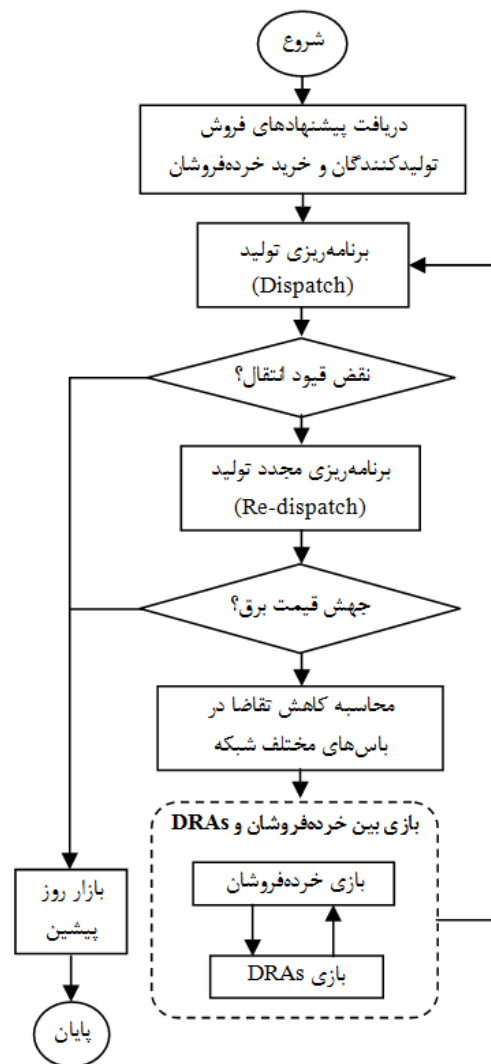 شروع
دریافت پیشنهادهای فروش
تولیدکنندگان و خرید خرده‌فروشان
برنامه‌ریزی تولید
(Dispatch)
نقض قیود انتقال؟
برنامه‌ریزی مجدد تولید
(Re-dispatch)
جهش قیمت برق؟
محاسبه کاهش تقاضا در
باس‌های مختلف شبکه
بازی بین خرده‌فروشان و DRAs
بازی خرده‌فروشان
بازی DRAs
بازار روز
پیشین
پایان